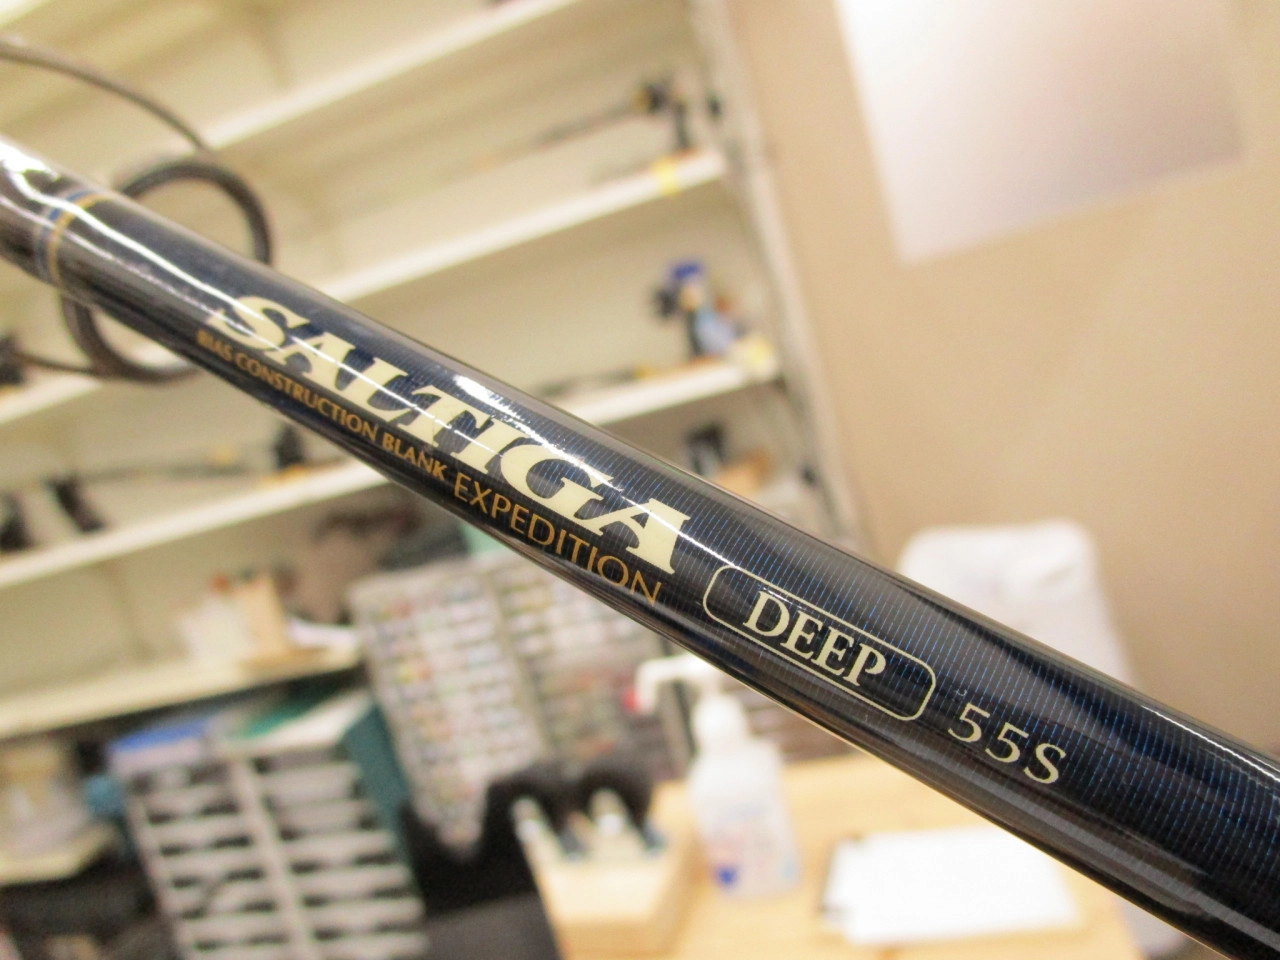 SALTIGA
BIAS CONSTRUCTION BLANK EXPEDITION
DEEP 55S